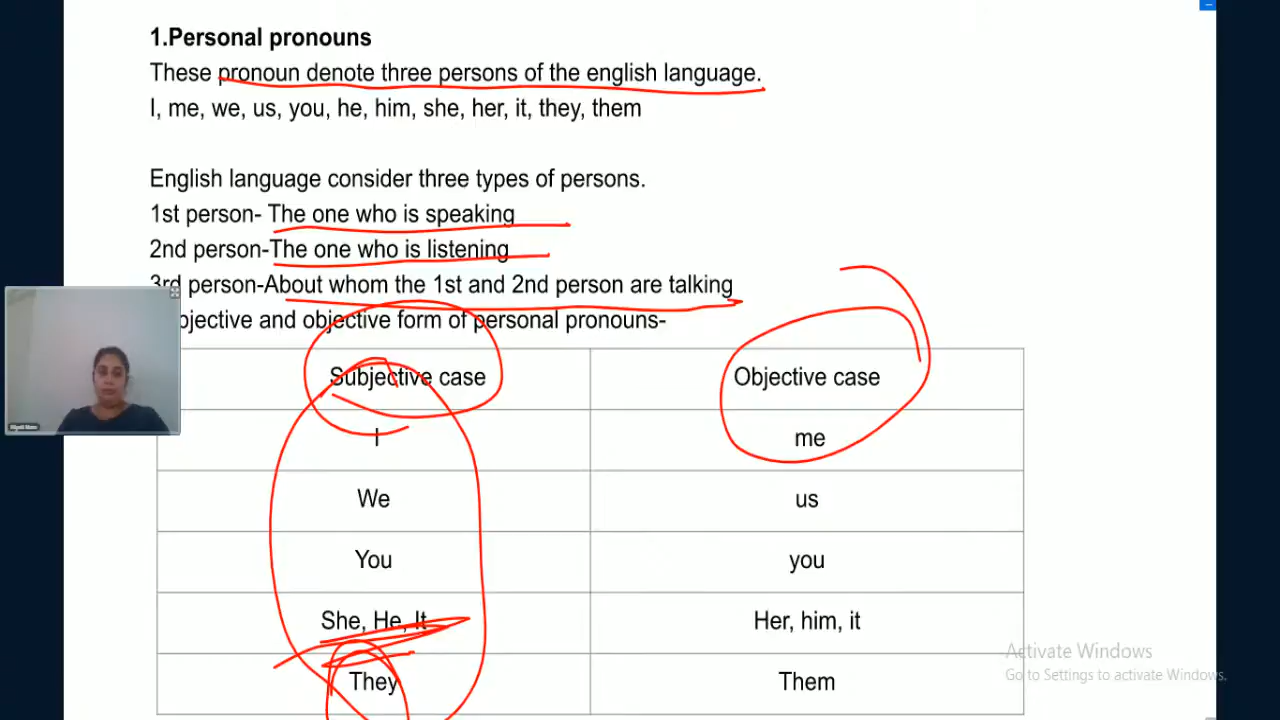 1.Personal pronouns
These pronoun denote three persons of the english language.
I, me, we, us, you, he, him, she, her, it, they, them
English language consider three types of persons.
1st person- The one who is speaking
2nd person-The one who is listening
3rd person-About whom the 1st and 2nd person are talking
bjective and objective form of personal pronouns-
Subjective case Objective case
I me
We us
You you
She, He, It Her, him, it
They Them
Activate Windows
Go to Settings to activate Windows.